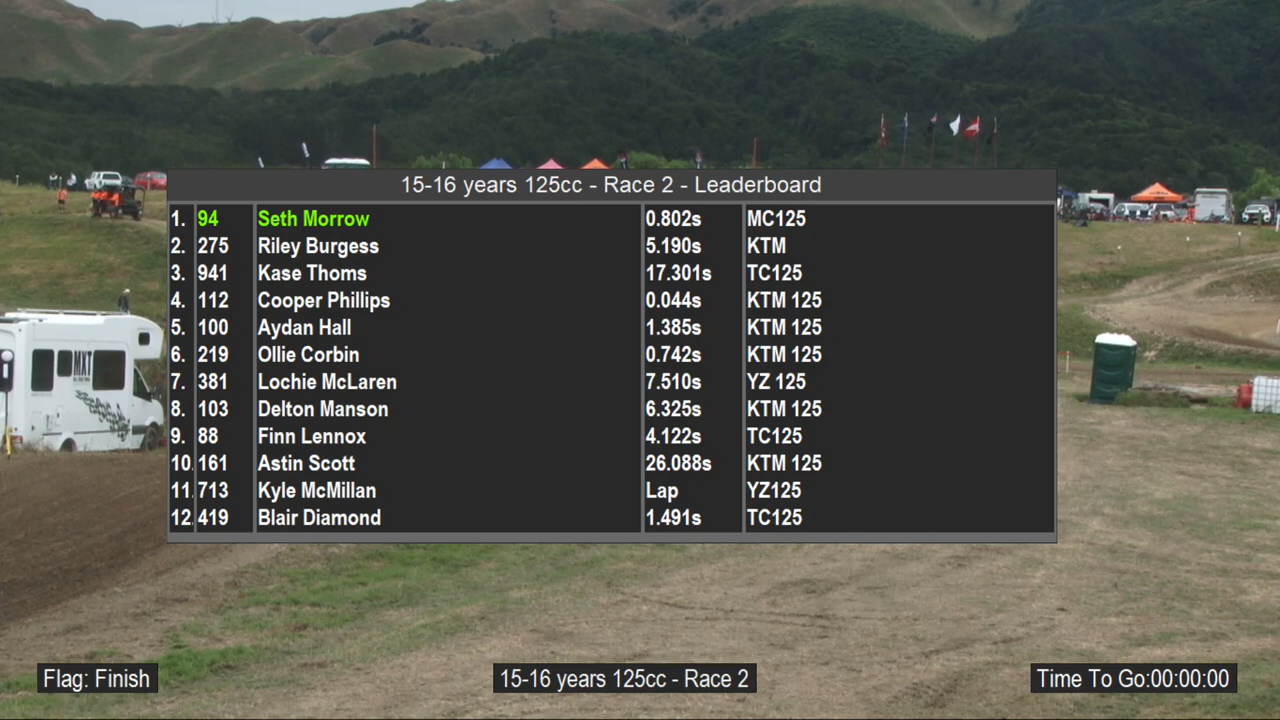 15-16 years 125cc - Race 2 - Leaderboard
1. 94 Seth Morrow 0.802s MC125
2. 275 Riley Burgess 5.190s KTM
3. 941 Kase Thoms 17.301s TC125
4. 112 Cooper Phillips 0.044s KTM 125
5. 100 Aydan Hall 1.385s KTM 125
6. 219 Ollie Corbin 0.742s KTM 125
7. 381 Lochie McLaren 7.510s YZ 125
8. 103 Delton Manson 6.325s KTM 125
9. 88 Finn Lennox 4.122s TC125
10. 161 Astin Scott 26.088s KTM 125
11. 713 Kyle McMillan Lap YZ125
12. 419 Blair Diamond 1.491s TC125
MXT
Flag: Finish
15-16 years 125cc - Race 2
Time To Go:00:00:00